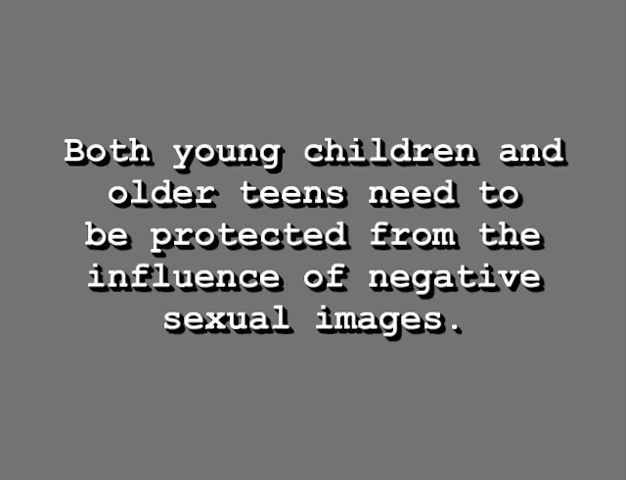 Both young children and
older teens need to
be protected from the
influence of negative
sexual images.